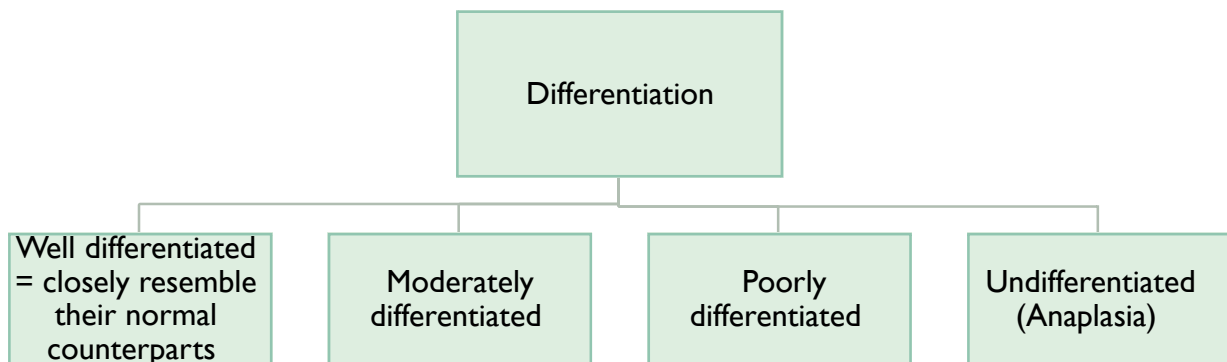 Differentiation
Well differentiated
= closely resemble
their normal
counterparts
Moderately
differentiated
Poorly
differentiated
Undifferentiated
(Anaplasia)